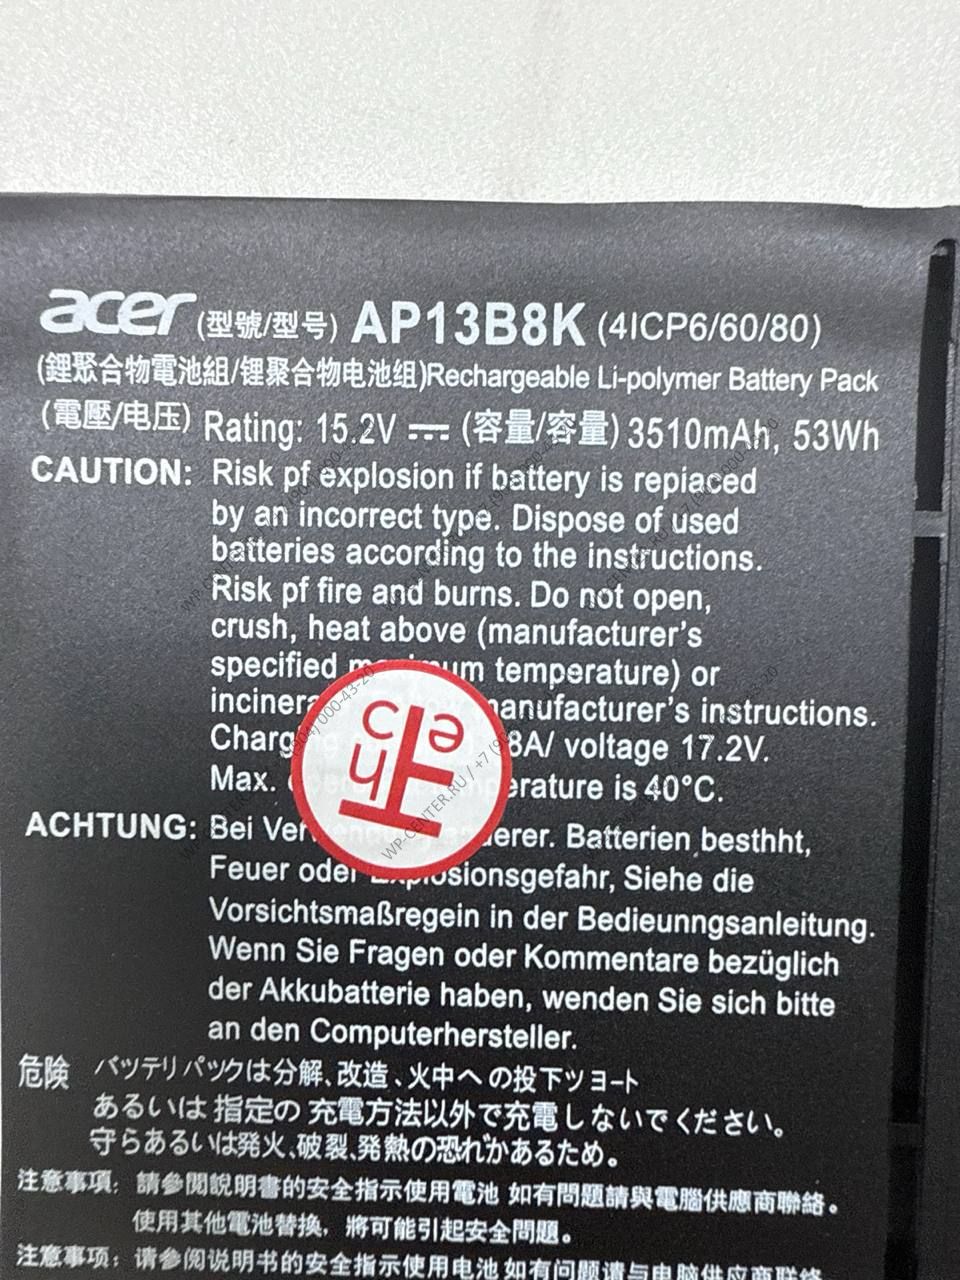 acer (型號/型号) AP13B8K (4ICP6/60/80)
(鋰聚合物電池組/锂聚合物电池组)Rechargeable Li-polymer Battery Pack
(電壓/电压) Rating: 15.2V (容量/容量) 3510mAh, 53Wh
CAUTION: Risk pf explosion if battery is repiaced
by an incorrect type. Dispose of used
batteries according to the instructions.
Risk pf fire and burns. Do not open,
crush, heat above (manufacturer's
specified temperature) or
manufacturer's instructions.
8A/ voltage 17.2V.
Max. is 40°C.
ACHTUNG: Bei Batterien besthht,
Feuer oder Explosionsgefahr, Siehe die
Vorsichtsmaßregein in der Bedieunngsanleitung.
Wenn Sie Fragen oder Kommentare bezüglich
der Akkubatterie haben, wenden Sie sich bitte
an den Computerhersteller.
危険 バッテリパックは分解、改造、火中への投下ツヨート
あるいは指定の充電方法以外で充電しないでください。
守らあるいは発火、破裂、発熱の恐れかあるため。
注意事項: 請參閲說明書的安全指示使用電池 如有問題請與電腦供應商聯絡。
使用其他電池替換，將可能引起安全問題。
注意事项: 请参阅说明书的安全指示使用电池 如有问题请与电脑供应商联络
WP-CENTER.RU / +7 (904) 000-43-20